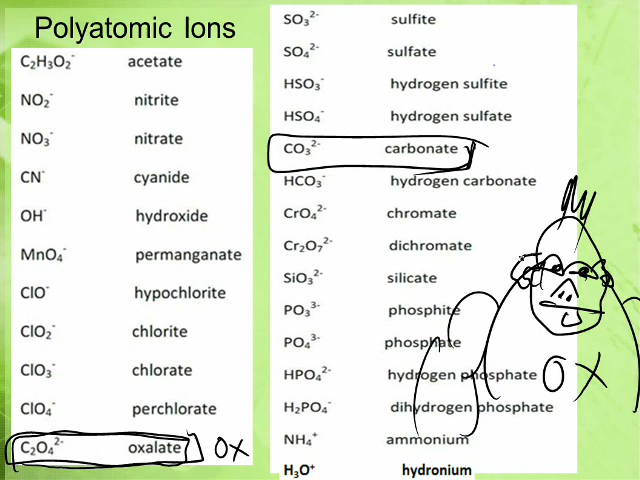 Polyatomic Ions
C₂H₃O₂⁻ acetate
NO₂⁻ nitrite
NO₃⁻ nitrate
CN⁻ cyanide
OH⁻ hydroxide
MnO₄⁻ permanganate
ClO⁻ hypochlorite
ClO₂⁻ chlorite
ClO₃⁻ chlorate
ClO₄⁻ perchlorate
C₂O₄²⁻ oxalate OX
SO₃²⁻ sulfite
SO₄²⁻ sulfate
HSO₃⁻ hydrogen sulfite
HSO₄⁻ hydrogen sulfate
CO₃²⁻ carbonate
HCO₃⁻ hydrogen carbonate
CrO₄²⁻ chromate
Cr₂O₇²⁻ dichromate
SiO₃²⁻ silicate
PO₃³⁻ phosphite
PO₄³⁻ phosphate
HPO₄²⁻ hydrogen phosphate OX
H₂PO₄⁻ dihydrogen phosphate
NH₄⁺ ammonium
H₃O⁺ hydronium